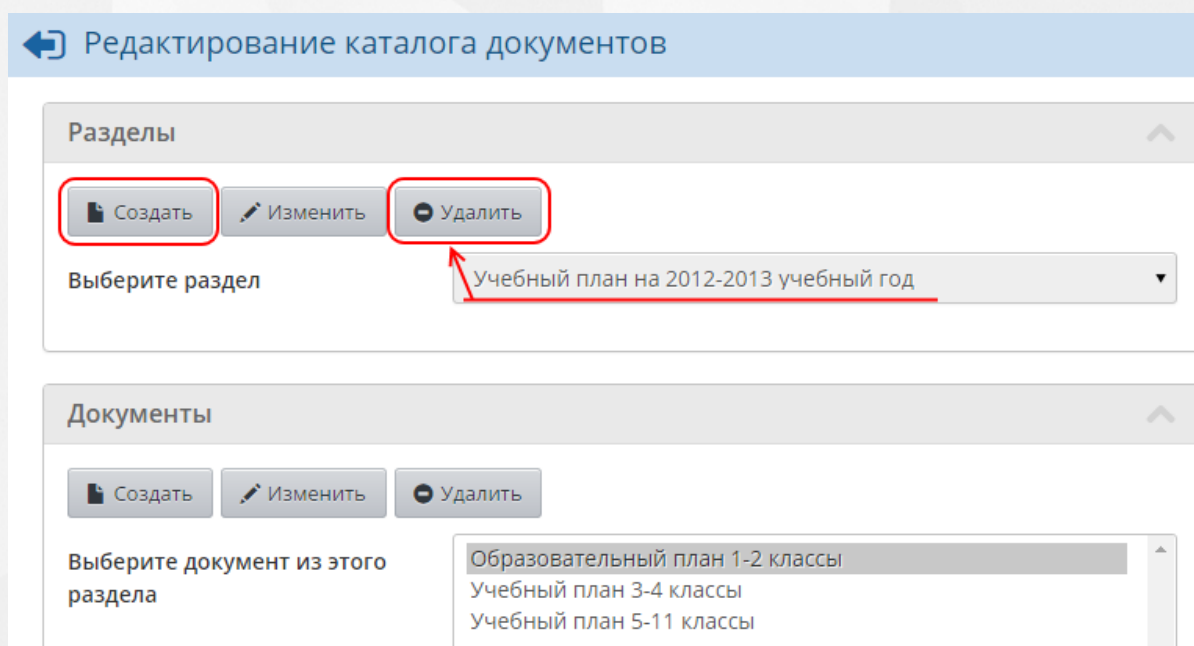 Редактирование каталога документов
Разделы
Создать
Изменить
Удалить
Выберите раздел
Учебный план на 2012-2013 учебный год
Документы
Создать
Изменить
Удалить
Выберите документ из этого
раздела
Образовательный план 1-2 классы
Учебный план 3-4 классы
Учебный план 5-11 классы